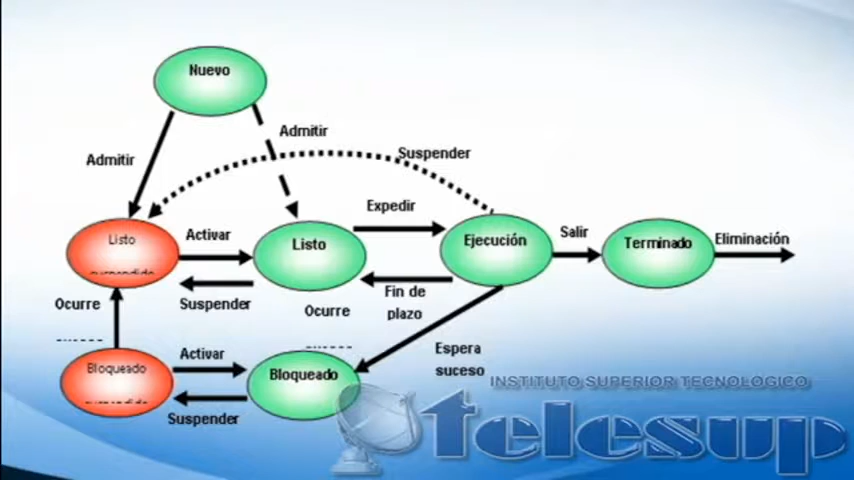 Nuevo
Admitir
Suspender
Admitir
Expedir
Activar
Salir
Listo
Listo
Ejecución
Terminado
Eliminación
Suspender
Fin de
plazo
Ocurre
Ocurre
Activar
Espera
suceso
Bloqueado
Bloqueado
Suspender
INSTITUTO SUPERIOR TECNOLOGICO
telesup